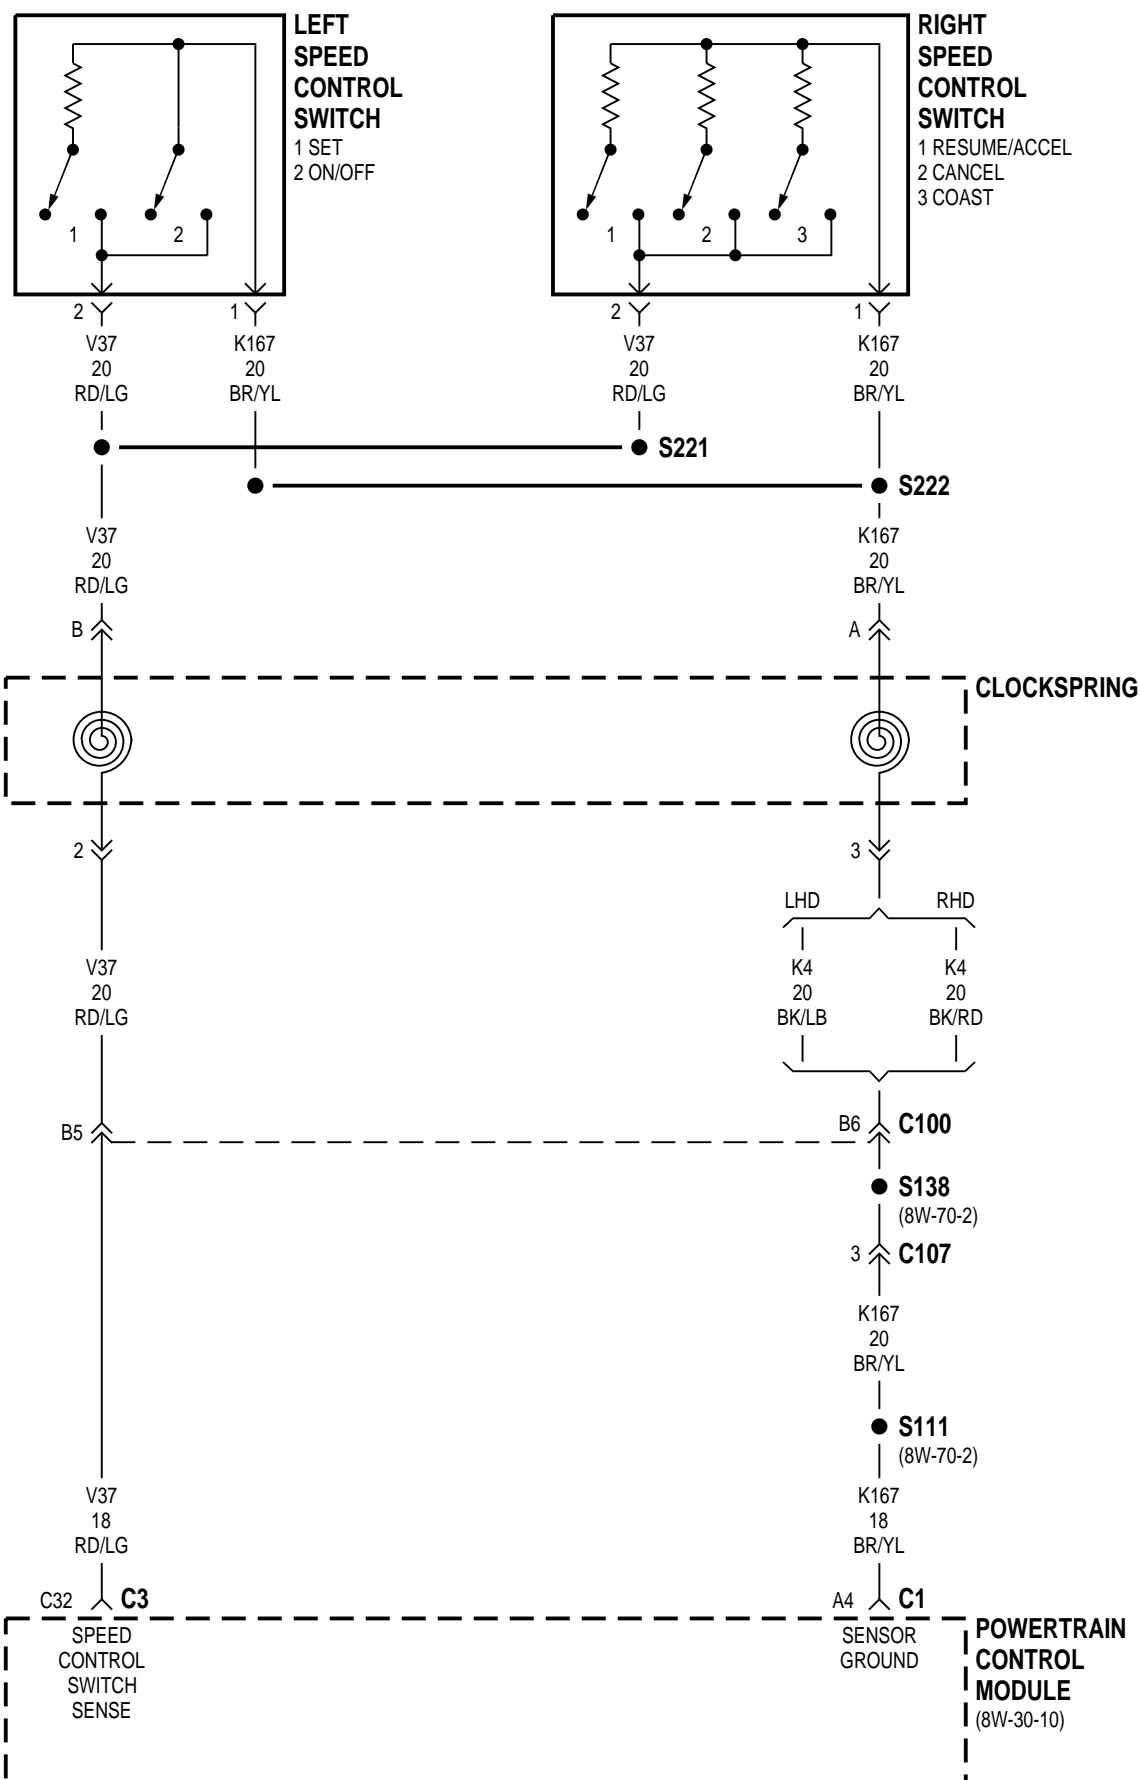 LEFT
SPEED
CONTROL
SWITCH
1 SET
2 ON/OFF
RIGHT
SPEED
CONTROL
SWITCH
1 RESUME/ACCEL
2 CANCEL
3 COAST
1
2
1
2
3
2
1
2
1
V37
20
RD/LG
K167
20
BR/YL
V37
20
RD/LG
K167
20
BR/YL
S221
S222
V37
20
RD/LG
K167
20
BR/YL
B
A
CLOCKSPRING
2
3
LHD
RHD
V37
20
RD/LG
K4
20
BK/LB
K4
20
BK/RD
B5
B6
C100
S138
(8W-70-2)
3
C107
K167
20
BR/YL
S111
(8W-70-2)
V37
18
RD/LG
K167
18
BR/YL
C32
C3
A4
C1
SPEED
CONTROL
SWITCH
SENSE
SENSOR
GROUND
POWERTRAIN
CONTROL
MODULE
(8W-30-10)